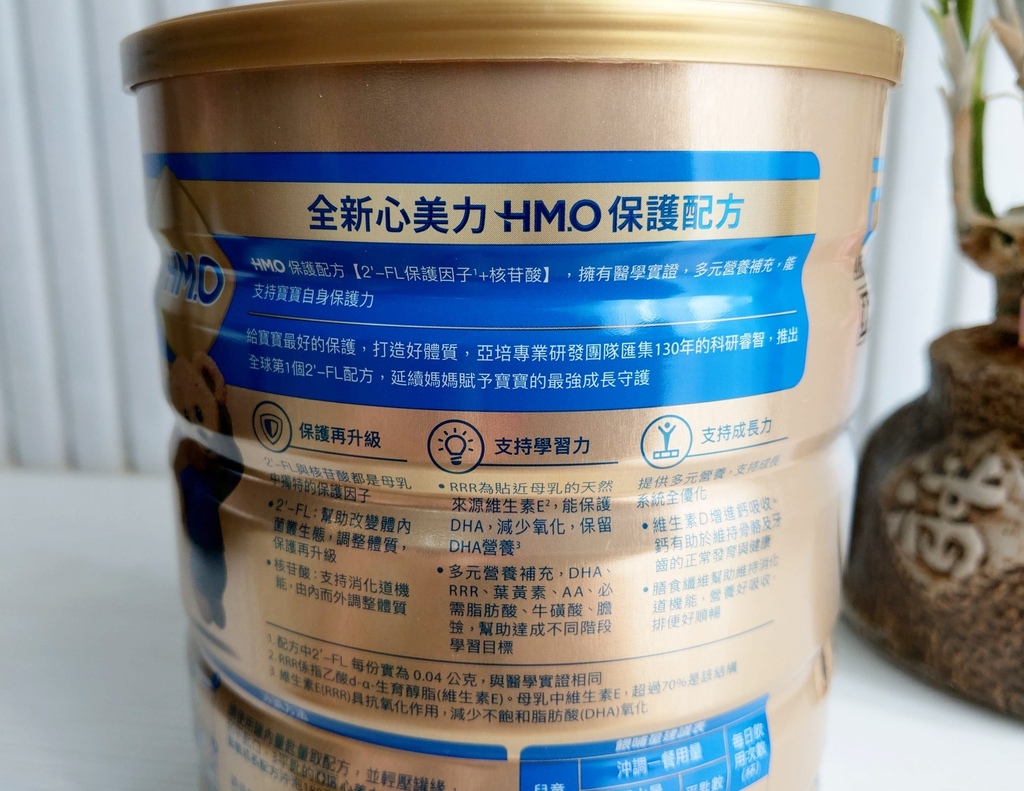 全新心美力 HMO 保護配方
HMO
HMO 保護配方【2'-FL保護因子¹+核苷酸】，擁有醫學實證，多元營養補充，能
支持寶寶自身保護力
給寶寶最好的保護，打造好體質，亞培專業研發團隊匯集130年的科研睿智，推出
全球第1個2'-FL配方，延續媽媽賦予寶寶的最強成長守護
保護再升級
2'-FL與核苷酸都是母乳
中獨特的保護因子
•2'-FL：幫助改變體內
菌叢生態，調整體質，
保護再升級
•核苷酸：支持消化道機
能，由內而外調整體質
支持學習力
•RRR為貼近母乳的天然
來源維生素E²，能保護
DHA，減少氧化，保留
DHA營養³
•多元營養補充，DHA、
RRR、葉黃素、AA、必
需脂肪酸、牛磺酸、膽
鹼，幫助達成不同階段
學習目標
支持成長力
提供多元營養，支持成長
系統全優化
•維生素D增進鈣吸收、
鈣有助於維持骨骼及牙
齒的正常發育與健康
•膳食纖維幫助維持消化
道機能，營養好吸收、
排便好順暢
1.配方中2'-FL 每份實為 0.04 公克，與醫學實證相同
2.RRR係指乙酸d-α-生育醇脂(維生素E)。母乳中維生素E，超過70%是該結構
3.維生素E(RRR)具抗氧化作用，減少不飽和脂肪酸(DHA)氧化
配方，並輕壓罐緣
沖調一餐用量
每日飲
用次數
(杯)
兒童